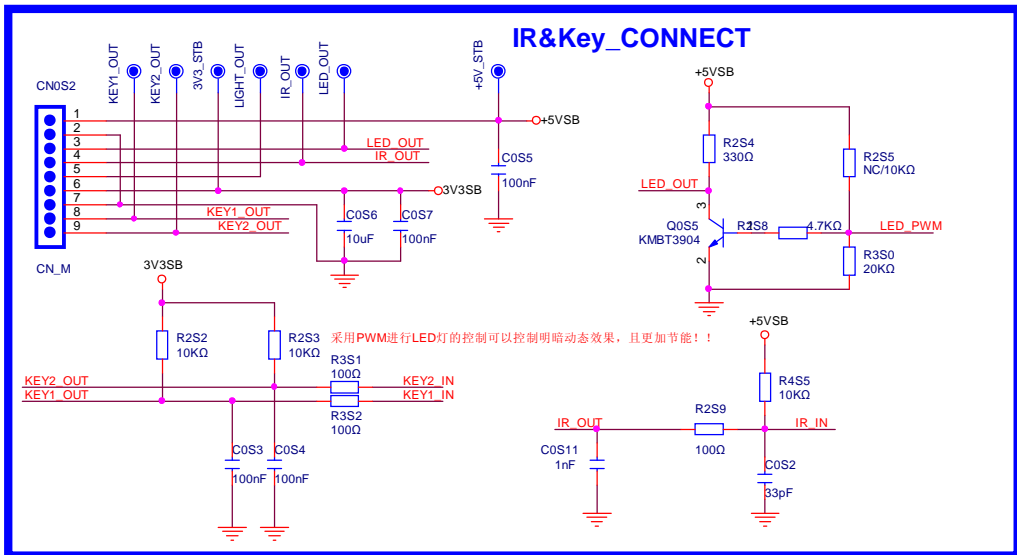 IR&Key_CONNECT
KEY1_OUT
KEY2_OUT
3V3_STB
LIGHT_OUT
IR_OUT
LED_OUT
+5V_STB
CN0S2
1
2
3
4
5
6
7
8
9
CN_M
+5VSB
LED_OUT
IR_OUT
C0S5
100nF
3V3SB
KEY1_OUT
KEY2_OUT
C0S6
10uF
C0S7
100nF
+5VSB
R2S4
330Ω
R2S5
NC/10KΩ
LED_OUT
3
Q0S5
KMBT3904
1
2
R2S8
4.7KΩ
LED_PWM
R3S0
20KΩ
3V3SB
R2S2
10KΩ
R2S3
10KΩ
采用PWM进行LED灯的控制可以控制明暗动态效果，且更加节能！！
R3S1
100Ω
KEY2_OUT
KEY2_IN
KEY1_OUT
KEY1_IN
R3S2
100Ω
C0S3
100nF
C0S4
100nF
+5VSB
R4S5
10KΩ
R2S9
100Ω
IR_OUT
IR_IN
C0S11
1nF
C0S2
33pF